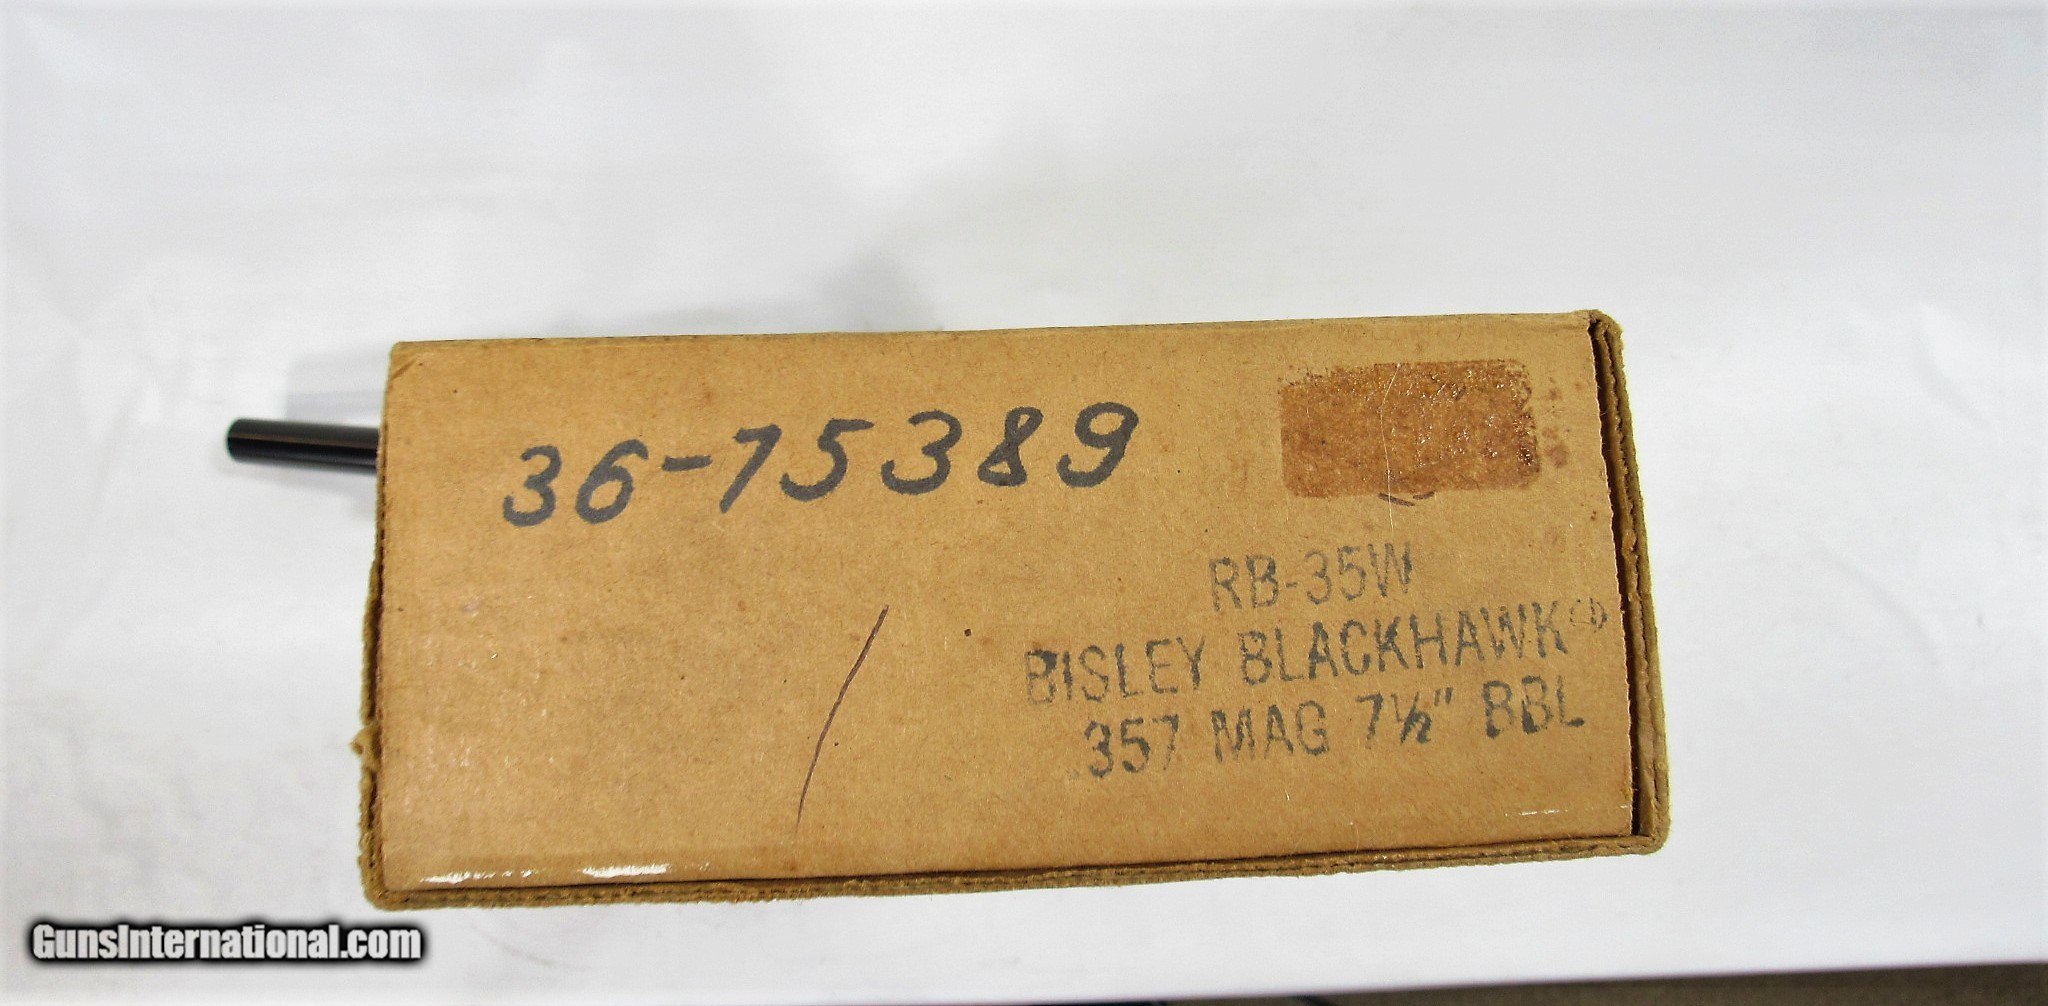 36-75389
RB-35W
BISLEY BLACKHAWK®
.357 MAG 7½" BBL
GunsInternational.com